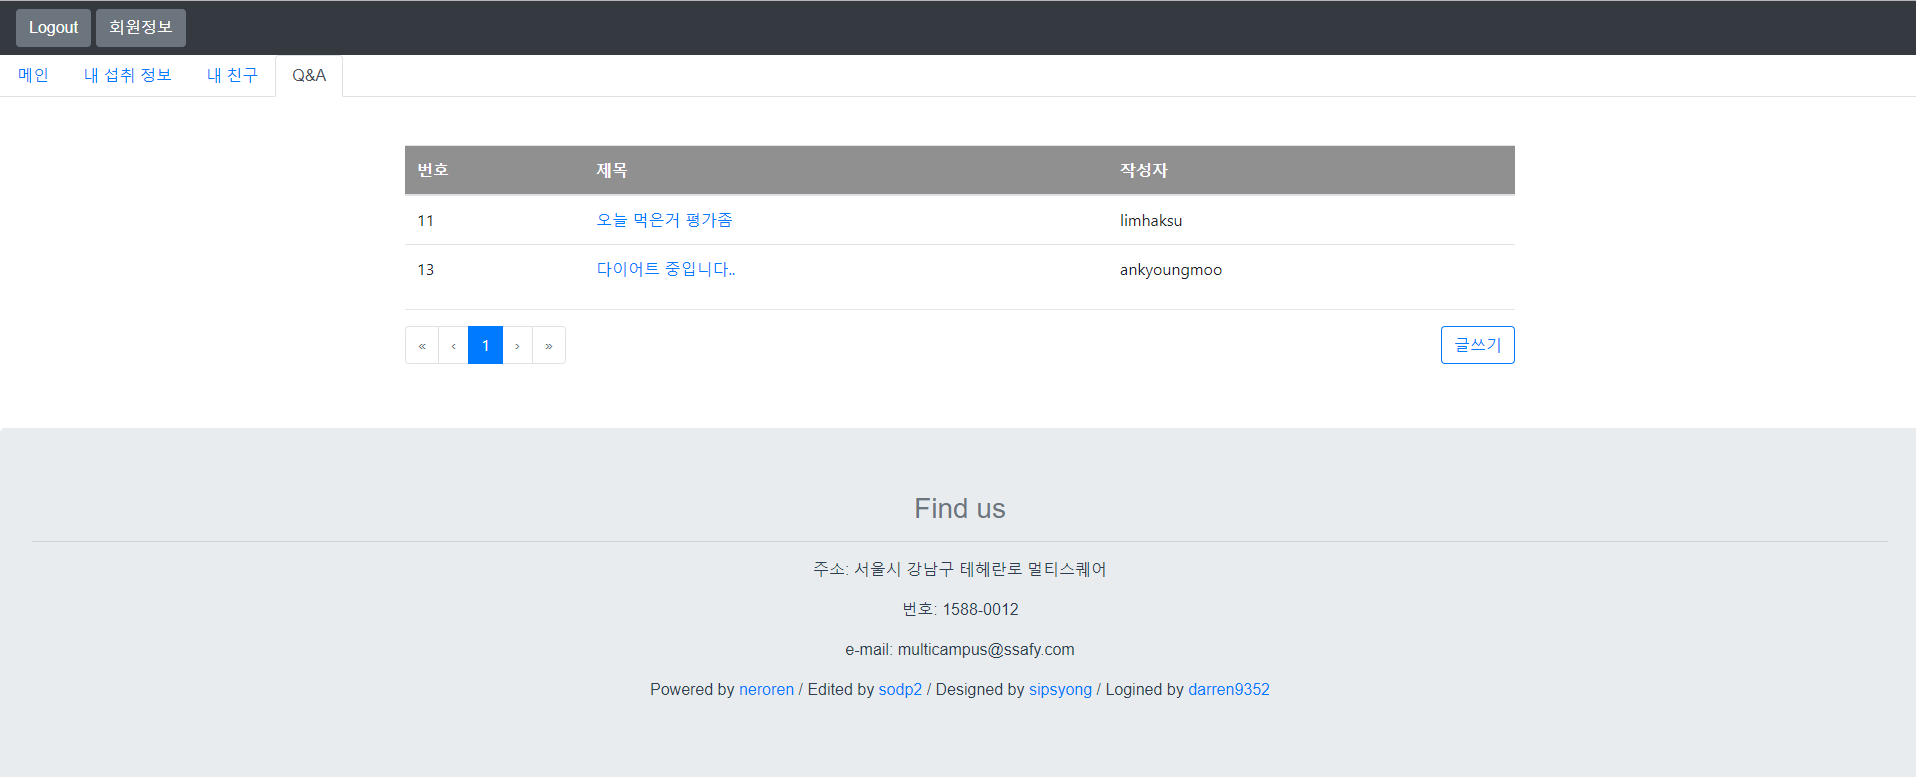 Logout 회원정보
메인 내 섭취 정보 내 친구 Q&A
번호 제목 작성자
11 오늘 먹은거 평가좀 limhaksu
13 다이어트 중입니다.. ankyoungmoo
« ‹ 1 › » 글쓰기
Find us
주소: 서울시 강남구 테헤란로 멀티스퀘어
번호: 1588-0012
e-mail: multicampus@ssafy.com
Powered by neroren / Edited by sodp2 / Designed by sipsyong / Logined by darren9352